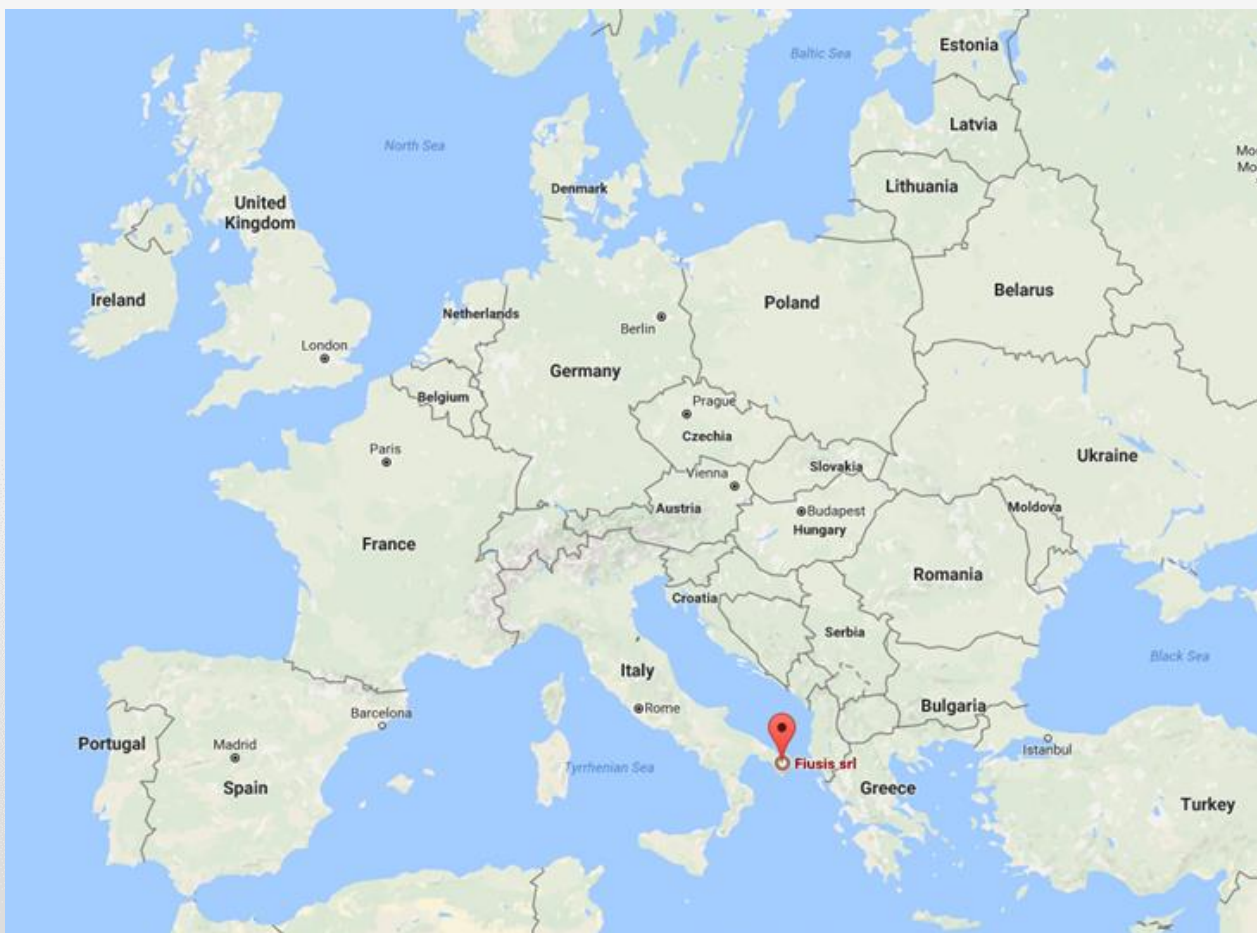 Baltic Sea
Estonia
Latvia
North Sea
Mo
Mo
Lithuania
Denmark
United
Kingdom
Ireland
Belarus
Poland
Netherlands
Berlin
London
Germany
Belgium
Prague
Czechia
Paris
Ukraine
Slovakia
Vienna
Austria
Budapest
Hungary
Moldova
France
Romania
Croatia
Serbia
Black Sea
Italy
Rome
Bulgaria
Barcelona
Portugal
Madrid
Istanbul
Tyrrhenian Sea
Fiusis srl
Spain
Greece
Turkey